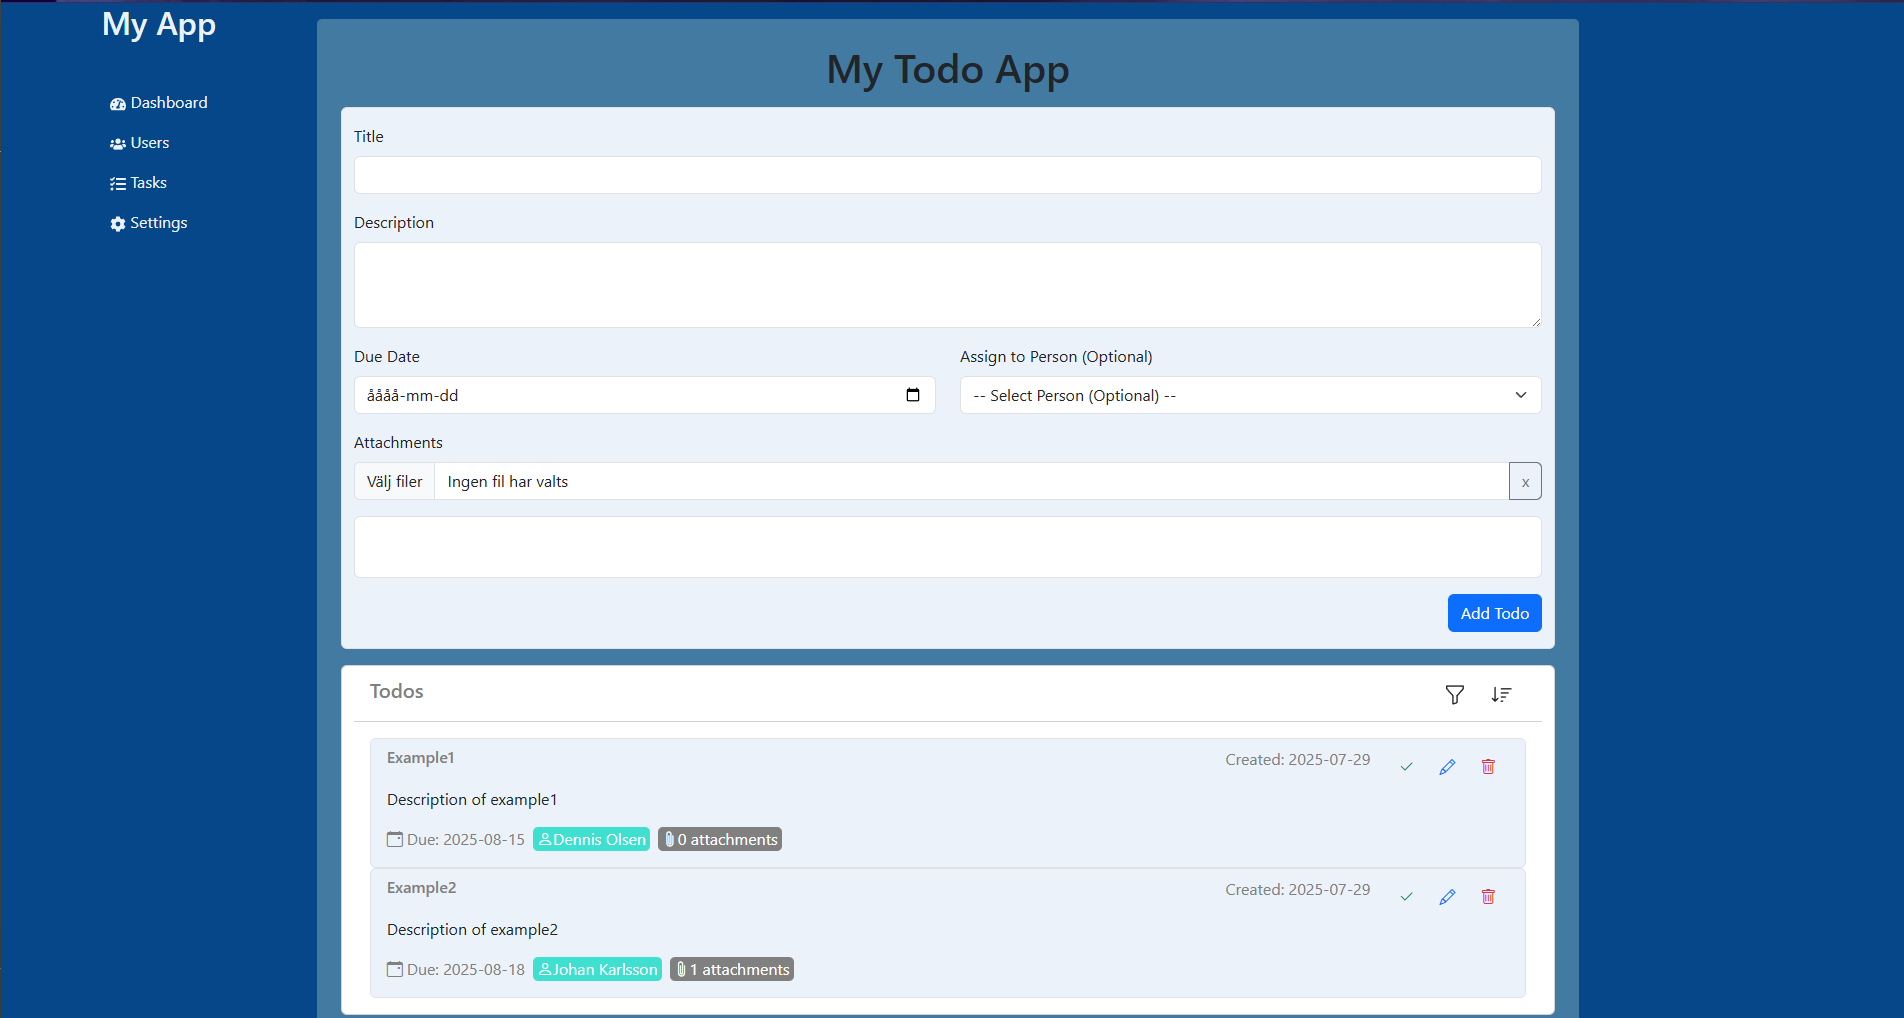 My App
Dashboard
Users
Tasks
Settings
My Todo App
Title
Description
Due Date
Assign to Person (Optional)
åååå-mm-dd
-- Select Person (Optional) --
Attachments
Välj filer
Ingen fil har valts
x
Add Todo
Todos
Example1
Created: 2025-07-29
Description of example1
Due: 2025-08-15 Dennis Olsen 0 attachments
Example2
Created: 2025-07-29
Description of example2
Due: 2025-08-18 Johan Karlsson 1 attachments